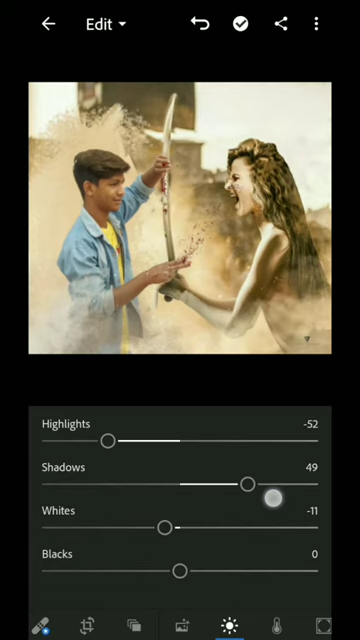 Edit
Highlights
-52
Shadows
49
Whites
-11
Blacks
0